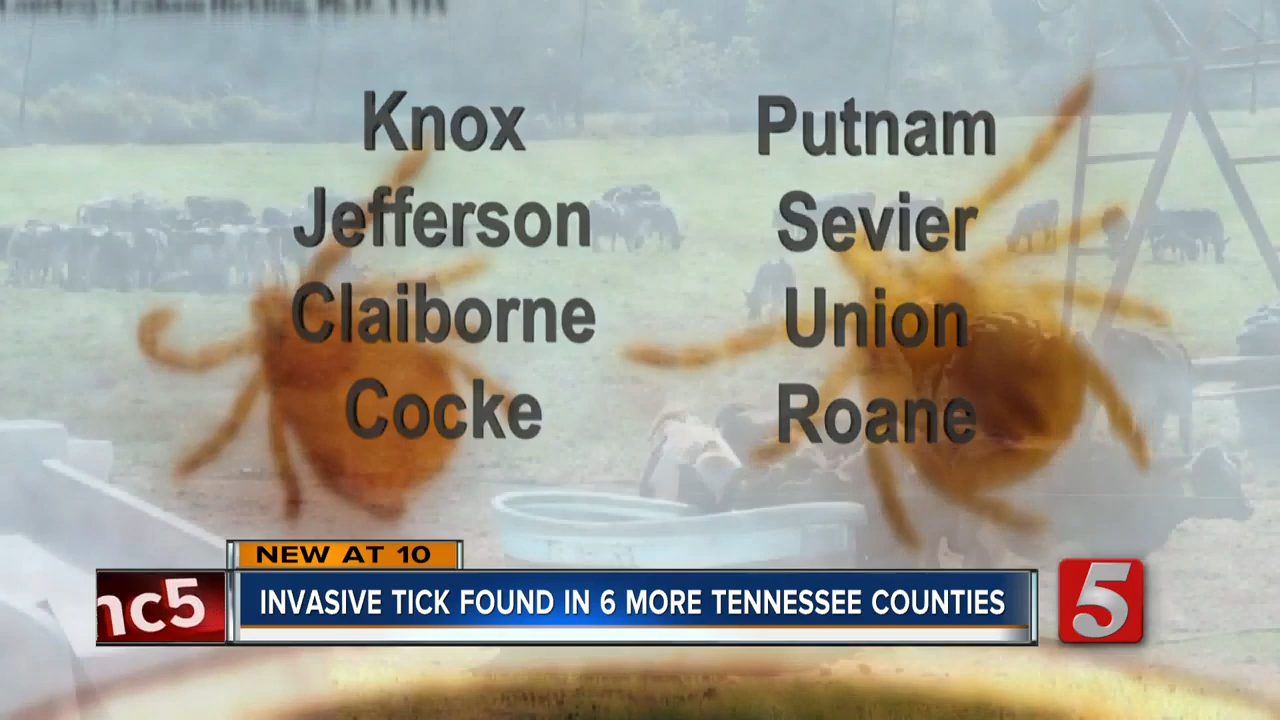 Knox
Jefferson
Claiborne
Cocke
Putnam
Sevier
Union
Roane
NEW AT 10
nc5
INVASIVE TICK FOUND IN 6 MORE TENNESSEE COUNTIES
5